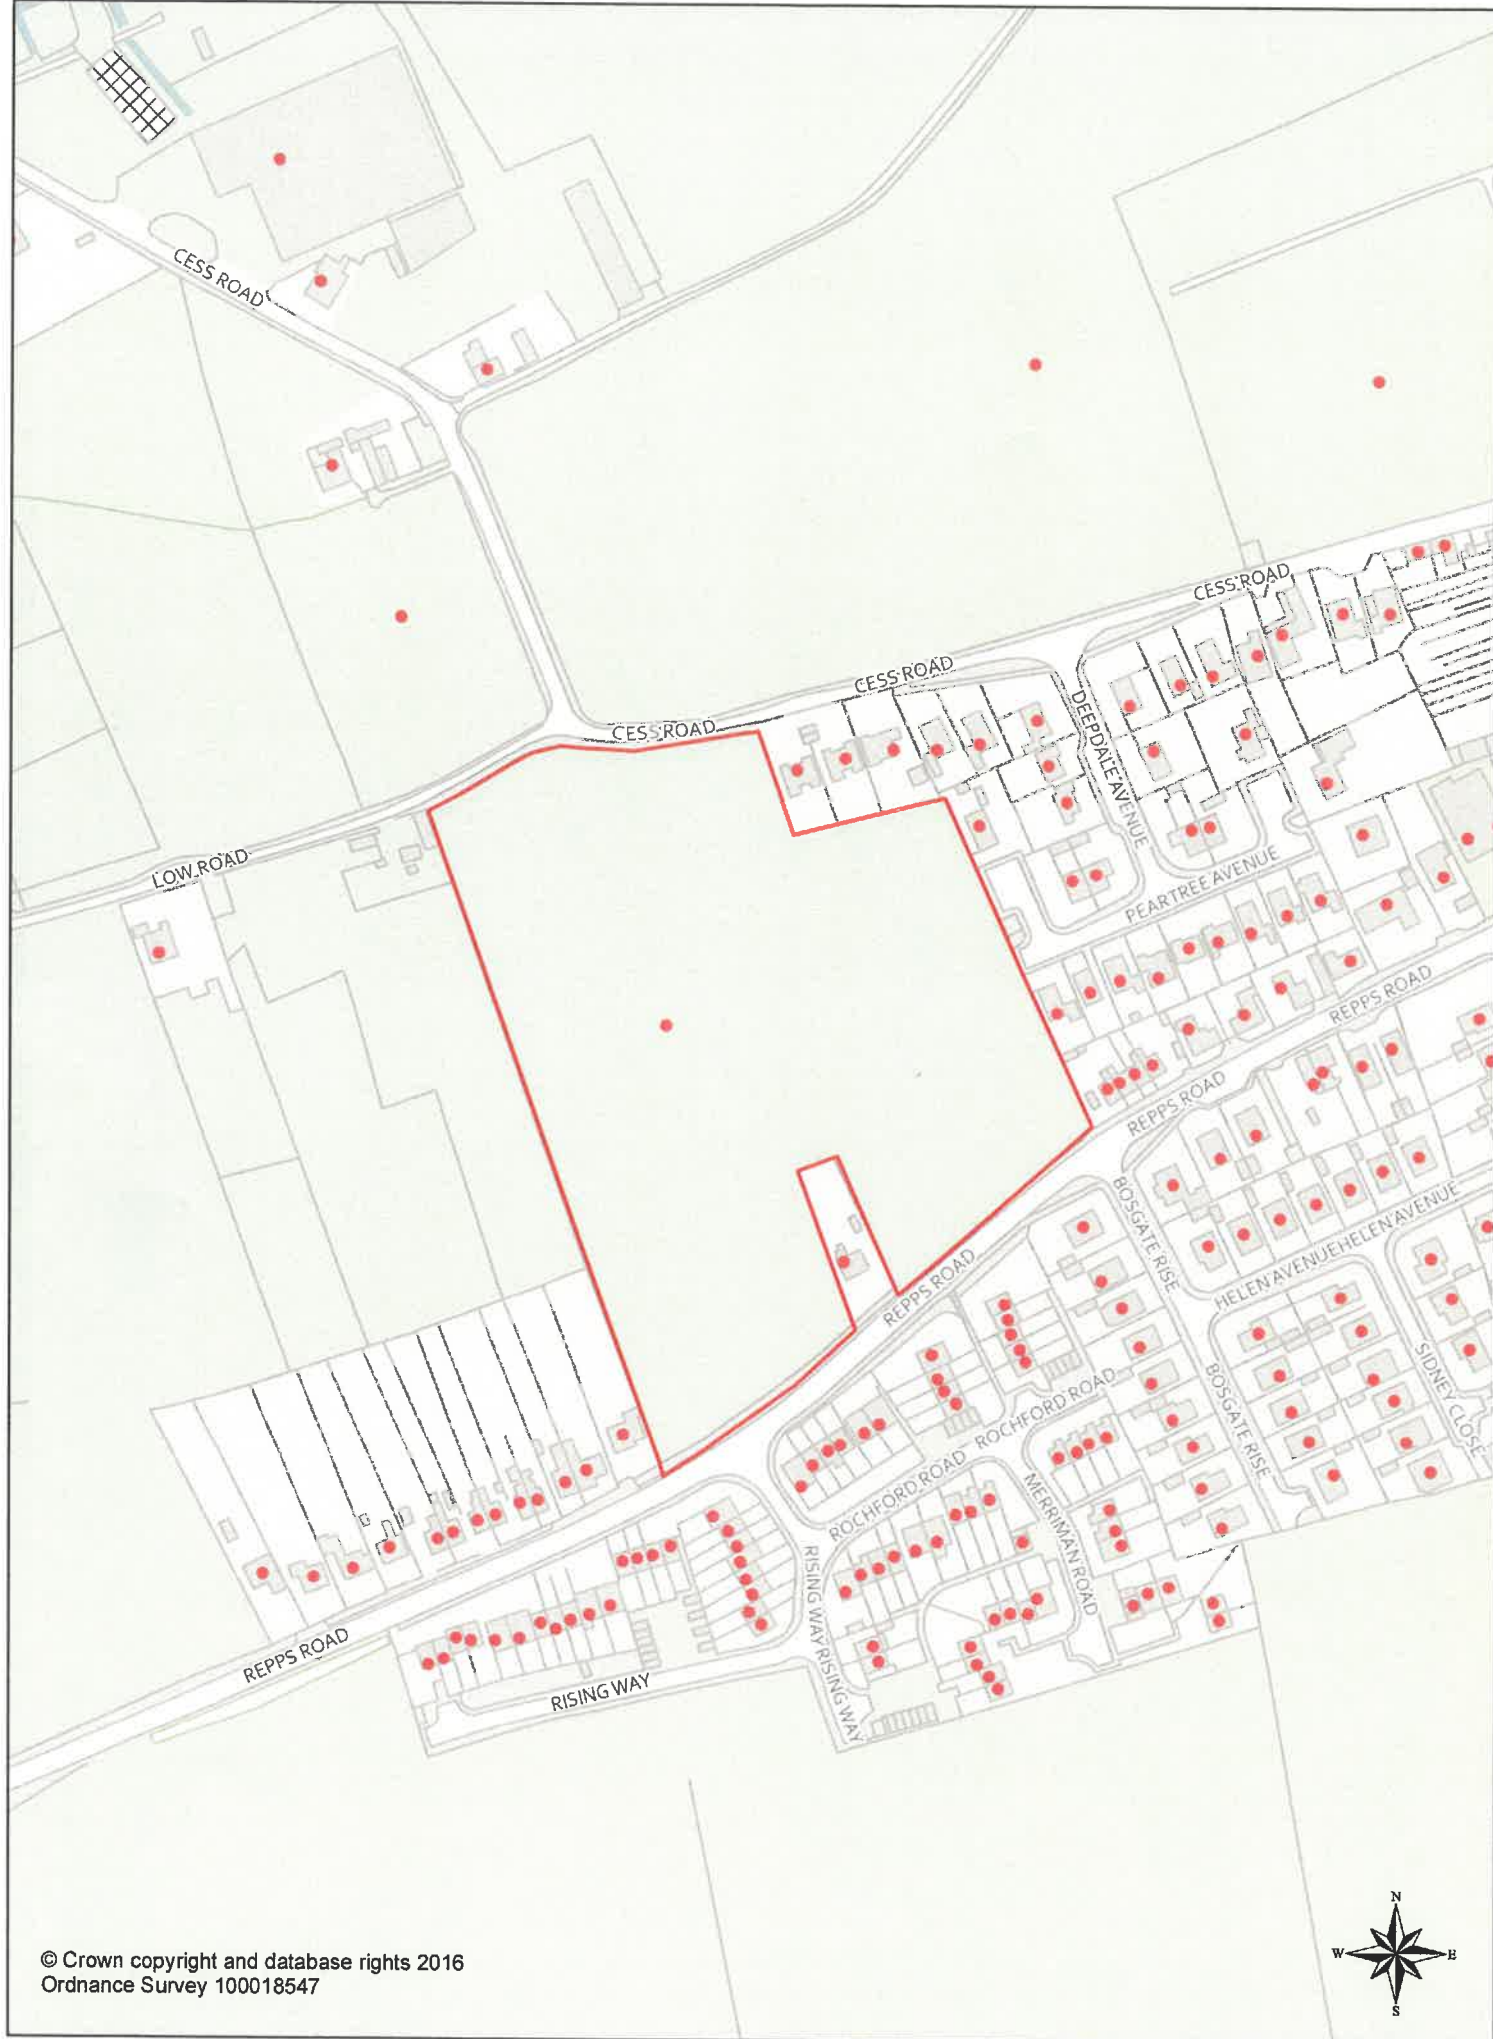 CESS ROAD
CESS ROAD
CESS ROAD
CESS ROAD
DEEPDALE AVENUE
LOW ROAD
PEARTREE AVENUE
REPPS ROAD
REPPS ROAD
BOSGATE RISE
HELEN AVENUE HELEN AVENUE
REPPS ROAD
SIDNEY CLOSE
BOSGATE RISE
ROCHFORD ROAD
ROCHFORD ROAD
MERRIMAN ROAD
RISING WAY RISING WAY
REPPS ROAD
RISING WAY
© Crown copyright and database rights 2016
Ordnance Survey 100018547
N
W E
S